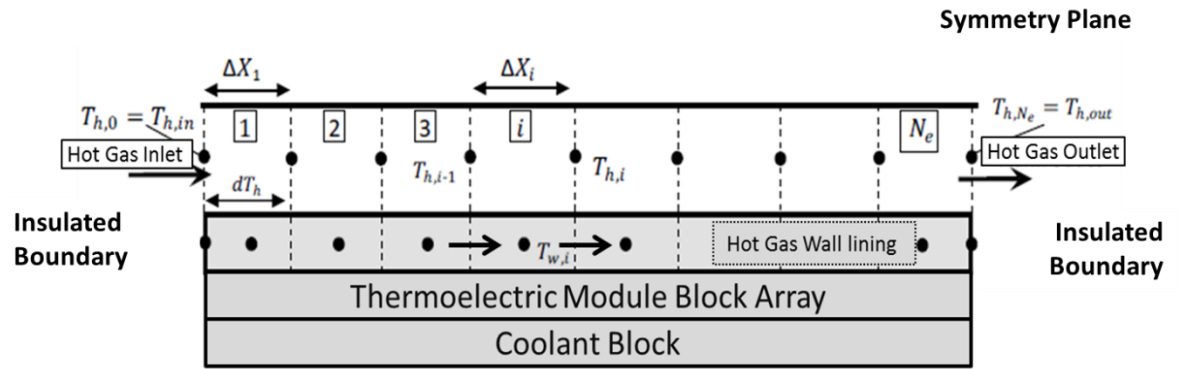 Symmetry Plane
ΔX₁
ΔXᵢ
T_{h,0} = T_{h,in}
1
2
3
i
N_e
T_{h,N_e} = T_{h,out}
Hot Gas Inlet
T_{h,i-1}
T_{h,i}
Hot Gas Outlet
dT_h
Insulated
Boundary
T_{w,i}
Hot Gas Wall lining
Insulated
Boundary
Thermoelectric Module Block Array
Coolant Block